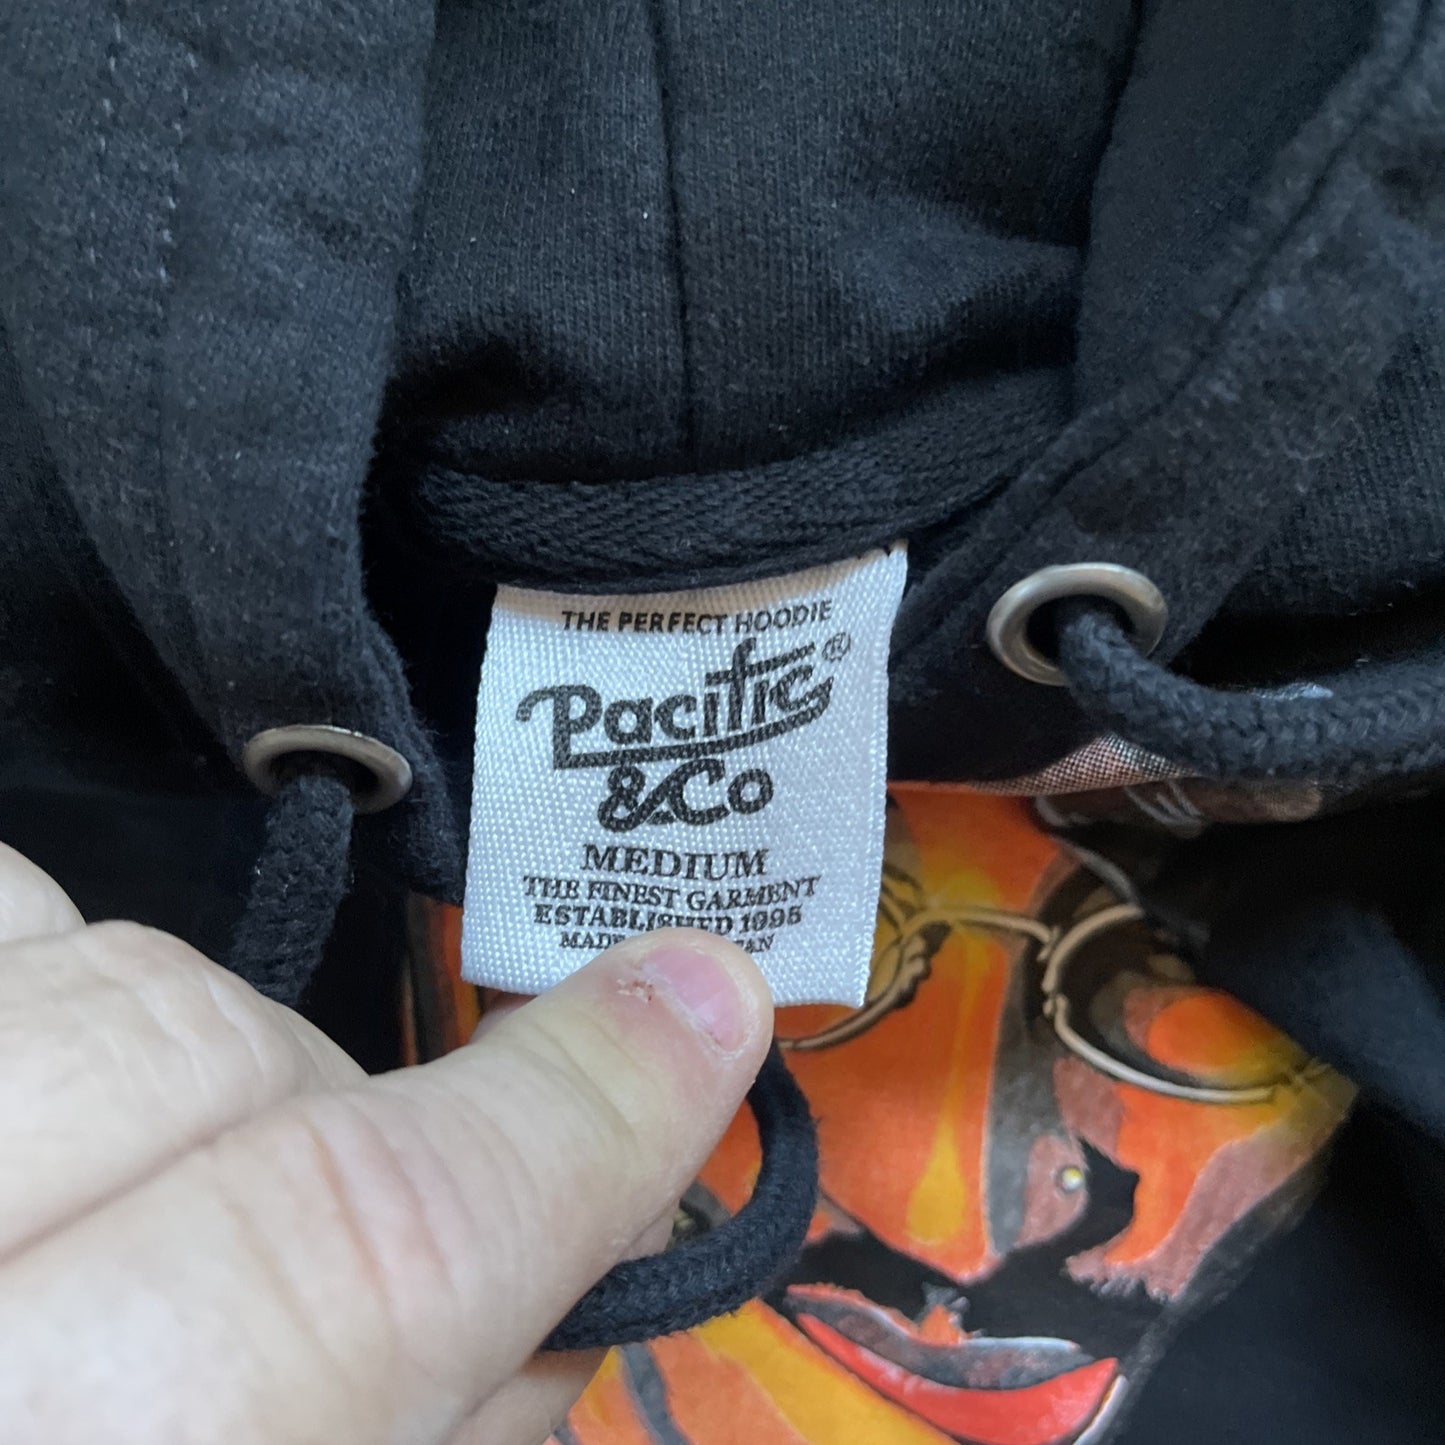 THE PERFECT HOODIE
Pacific ®
&Co
MEDIUM
THE FINEST GARMENT
ESTABLISHED 1995
MADE